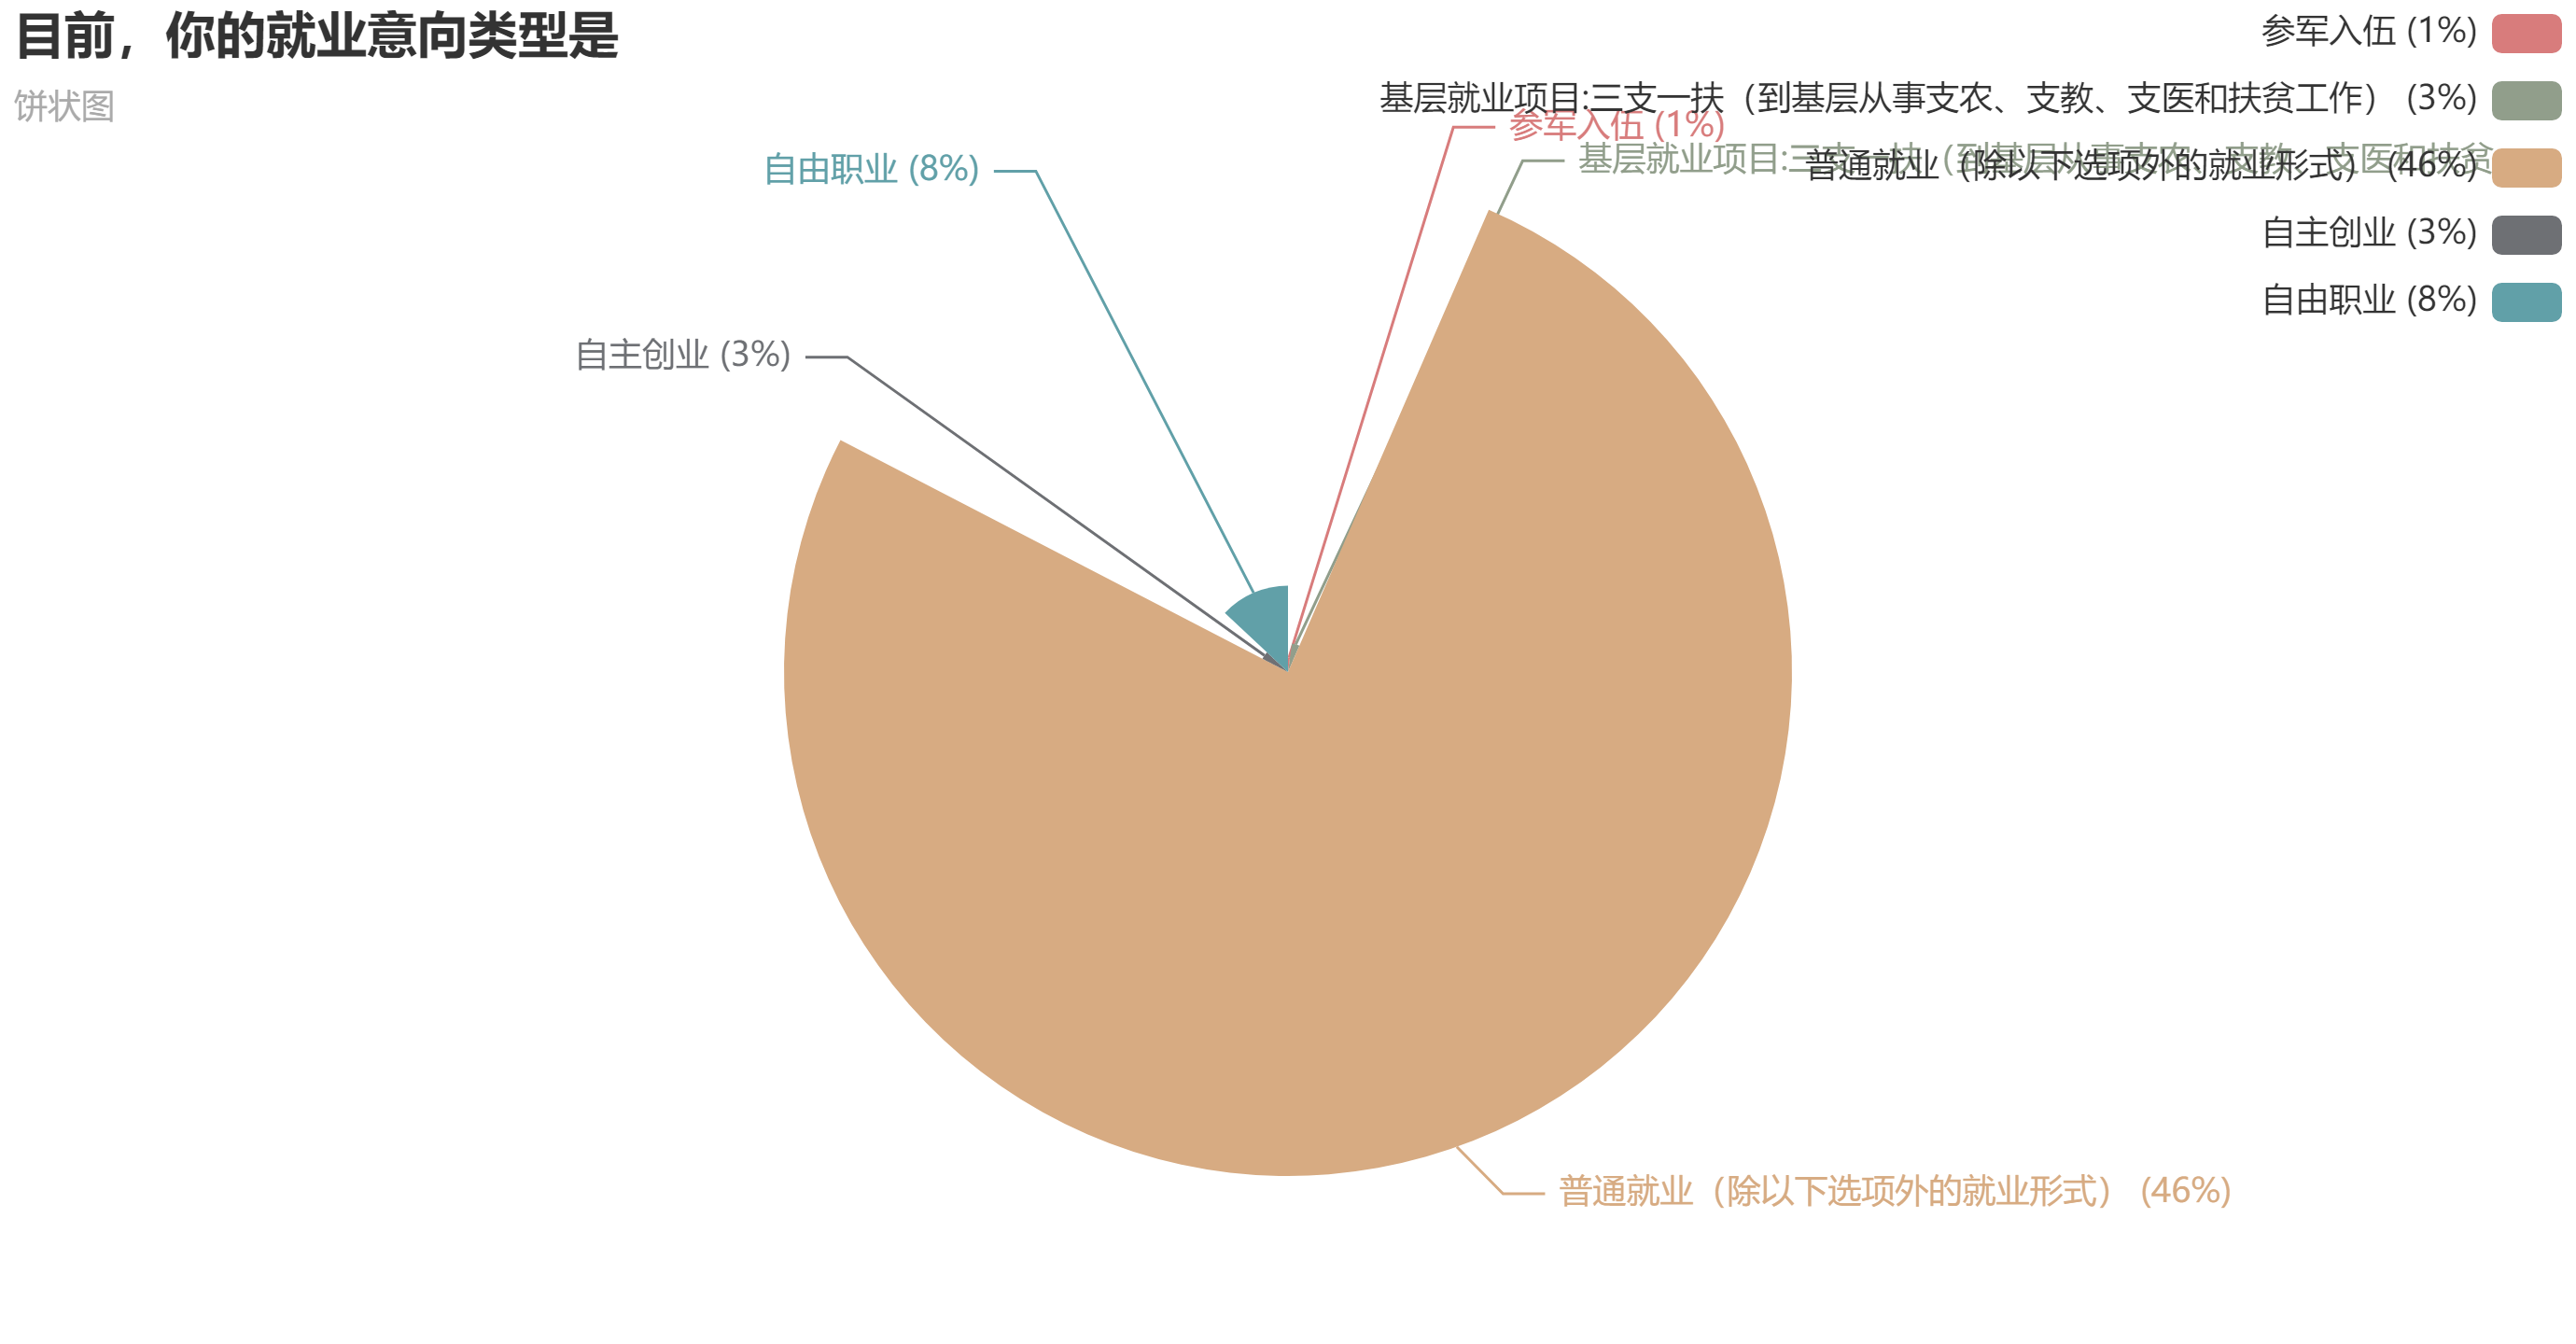 目前，你的就业意向类型是
饼状图
参军入伍 (1%)
基层就业项目:三支一扶（到基层从事支农、支教、支医和扶贫工作） (3%)
普通就业（除以下选项外的就业形式） (46%)
自主创业 (3%)
自由职业 (8%)
参军入伍 (1%)
基层就业项目:三支一扶（到基层从事支农、支教、支医和扶贫
自由职业 (8%)
自主创业 (3%)
普通就业（除以下选项外的就业形式） (46%)